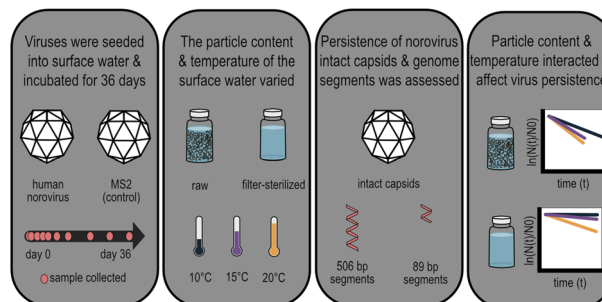 Viruses were seeded
into surface water &
incubated for 36 days
human
norovirus
MS2
(control)
day 0
day 36
sample collected
The particle content
& temperature of the
surface water varied
raw
filter-sterilized
10°C
15°C
20°C
Persistence of norovirus
intact capsids & genome
segments was assessed
intact capsids
506 bp
segments
89 bp
segments
Particle content &
temperature interacted
affect virus persistence
ln(N(t)/N0)
time (t)
ln(N(t)/N0)
time (t)